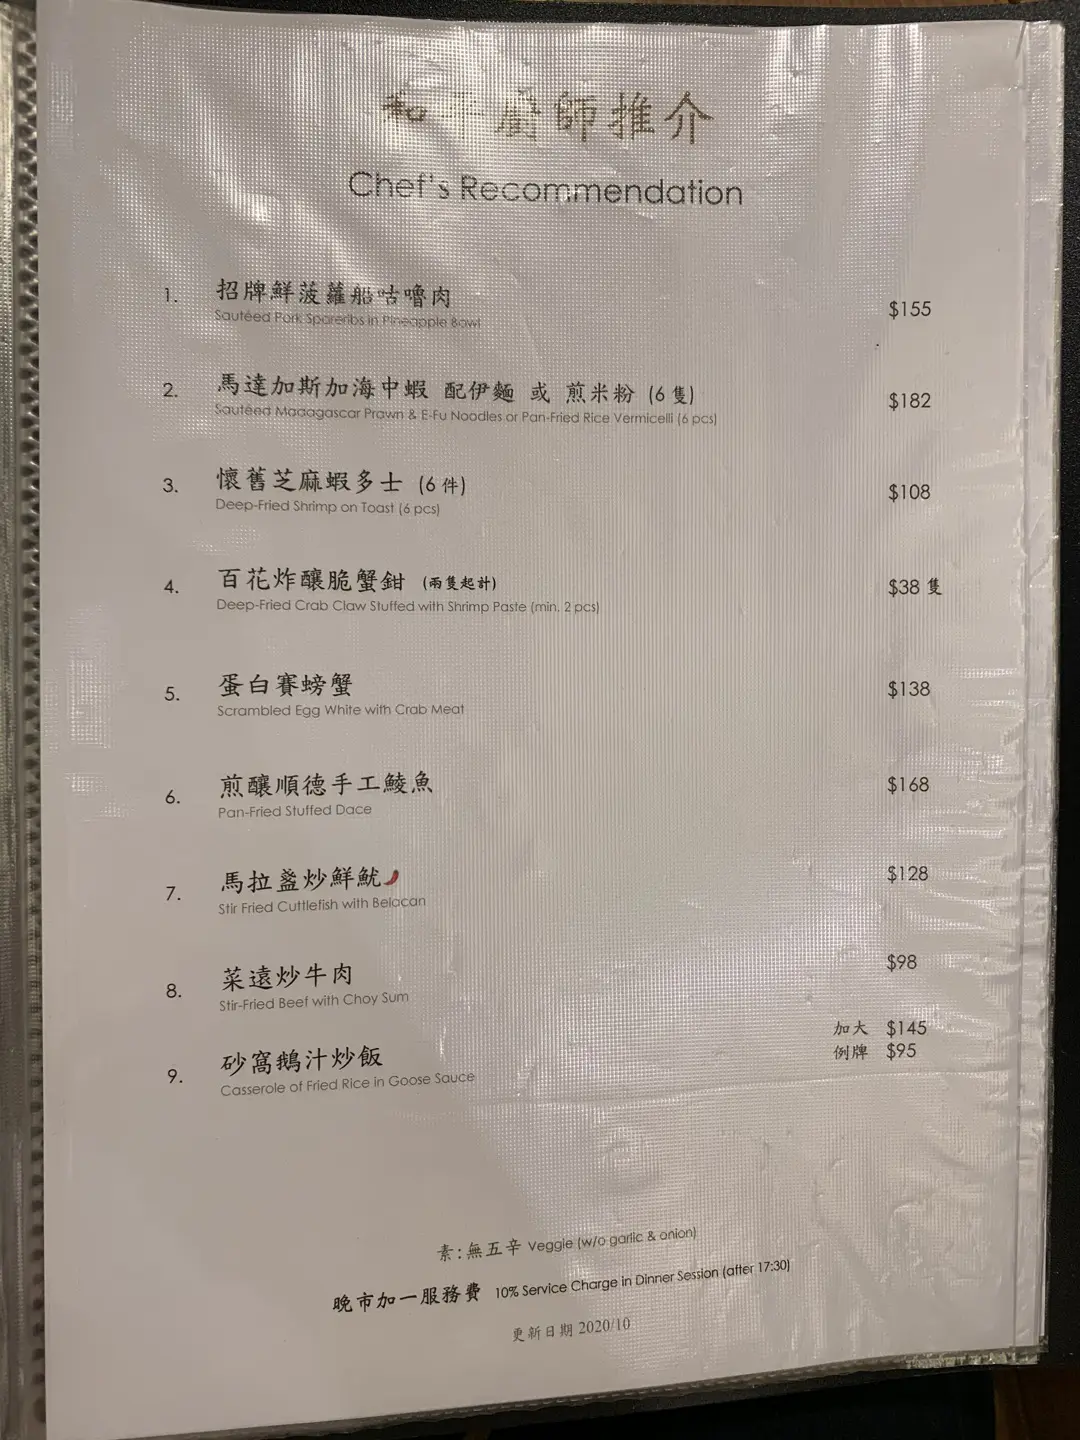 和平廚師推介
Chef's Recommendation
1. 招牌鮮菠蘿船咕嚕肉 $155
Sautéed Pork Spareribs in Pineapple Bowl
2. 馬達加斯加海中蝦 配伊麵 或 煎米粉 (6 隻) $182
Sautéed Madagascar Prawn & E-Fu Noodles or Pan-Fried Rice Vermicelli (6 pcs)
3. 懷舊芝麻蝦多士 (6 件) $108
Deep-Fried Shrimp on Toast (6 pcs)
4. 百花炸釀脆蟹鉗 (兩隻起計) $38 隻
Deep-Fried Crab Claw Stuffed with Shrimp Paste (min. 2 pcs)
5. 蛋白賽螃蟹 $138
Scrambled Egg White with Crab Meat
6. 煎釀順德手工鯪魚 $168
Pan-Fried Stuffed Dace
7. 馬拉盞炒鮮魷 $128
Stir Fried Cuttlefish with Belacan
8. 菜遠炒牛肉 $98
Stir-Fried Beef with Choy Sum
加大 $145
9. 砂窩鵝汁炒飯 例牌 $95
Casserole of Fried Rice in Goose Sauce
素:無五辛 Veggie (w/o garlic & onion)
晚市加一服務費 10% Service Charge in Dinner Session (after 17:30)
更新日期 2020/10